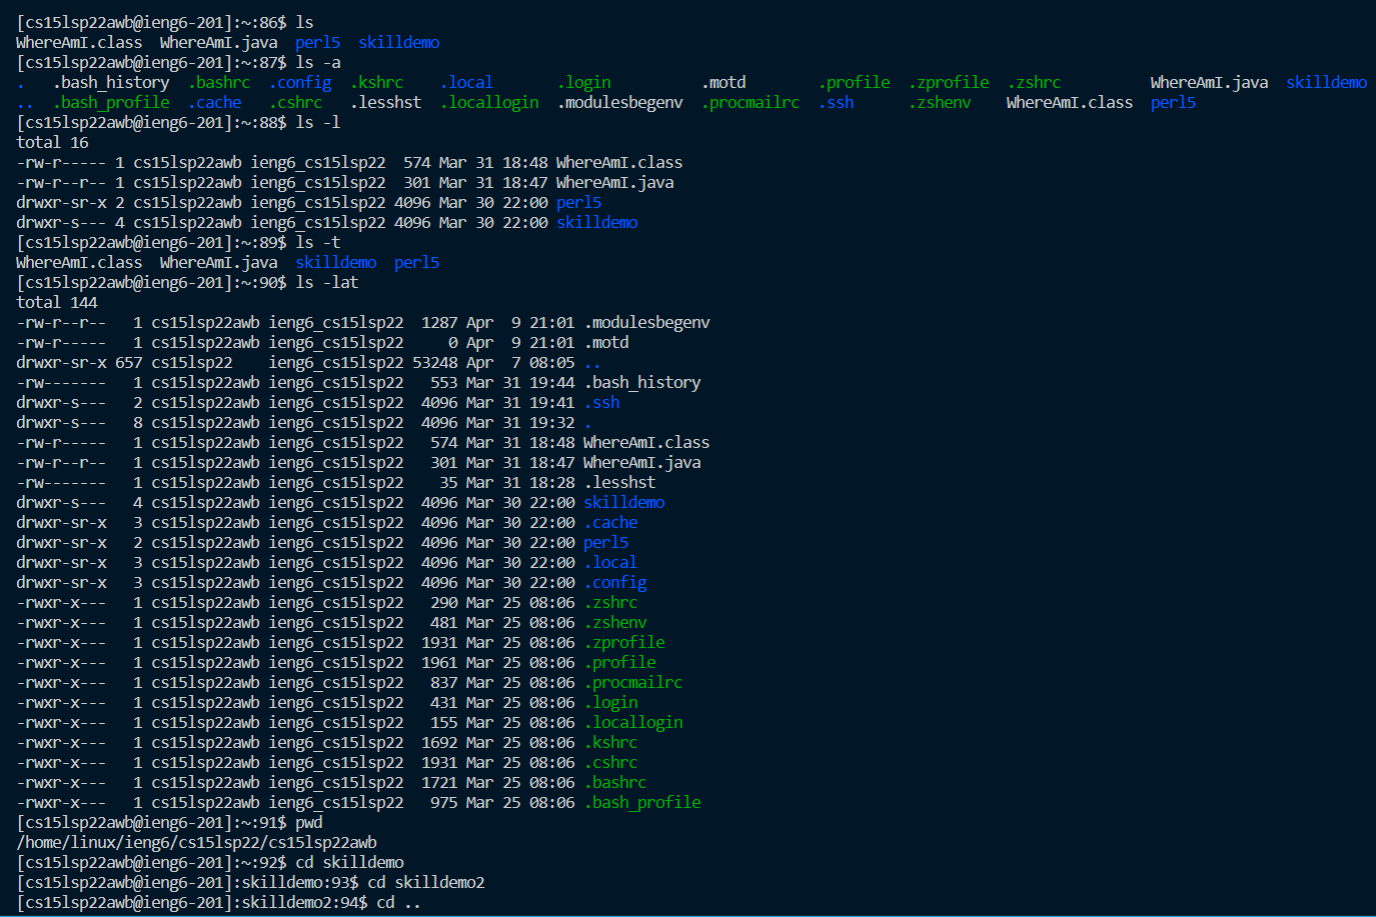 [cs15lsp22awb@ieng6-201]:~:86$ ls
WhereAmI.class  WhereAmI.java  perl5  skilldemo
[cs15lsp22awb@ieng6-201]:~:87$ ls -a
.   .bash_history  .bashrc  .config  .kshrc    .local       .login           .motd        .profile  .zprofile  .zshrc          WhereAmI.java  skilldemo
..  .bash_profile  .cache   .cshrc   .lesshst  .locallogin  .modulesbegenv  .procmailrc  .ssh      .zshenv    WhereAmI.class  perl5
[cs15lsp22awb@ieng6-201]:~:88$ ls -l
total 16
-rw-r----- 1 cs15lsp22awb ieng6_cs15lsp22  574 Mar 31 18:48 WhereAmI.class
-rw-r--r-- 1 cs15lsp22awb ieng6_cs15lsp22  301 Mar 31 18:47 WhereAmI.java
drwxr-sr-x 2 cs15lsp22awb ieng6_cs15lsp22 4096 Mar 30 22:00 perl5
drwxr-s--- 4 cs15lsp22awb ieng6_cs15lsp22 4096 Mar 30 22:00 skilldemo
[cs15lsp22awb@ieng6-201]:~:89$ ls -t
WhereAmI.class  WhereAmI.java  skilldemo  perl5
[cs15lsp22awb@ieng6-201]:~:90$ ls -lat
total 144
-rw-r--r--   1 cs15lsp22awb ieng6_cs15lsp22  1287 Apr  9 21:01 .modulesbegenv
-rw-r-----   1 cs15lsp22awb ieng6_cs15lsp22     0 Apr  9 21:01 .motd
drwxr-sr-x 657 cs15lsp22    ieng6_cs15lsp22 53248 Apr  7 08:05 ..
-rw-------   1 cs15lsp22awb ieng6_cs15lsp22   553 Mar 31 19:44 .bash_history
drwxr-s---   2 cs15lsp22awb ieng6_cs15lsp22  4096 Mar 31 19:41 .ssh
drwxr-s---   8 cs15lsp22awb ieng6_cs15lsp22  4096 Mar 31 19:32 .
-rw-r-----   1 cs15lsp22awb ieng6_cs15lsp22   574 Mar 31 18:48 WhereAmI.class
-rw-r--r--   1 cs15lsp22awb ieng6_cs15lsp22   301 Mar 31 18:47 WhereAmI.java
-rw-------   1 cs15lsp22awb ieng6_cs15lsp22    35 Mar 31 18:28 .lesshst
drwxr-s---   4 cs15lsp22awb ieng6_cs15lsp22  4096 Mar 30 22:00 skilldemo
drwxr-sr-x   3 cs15lsp22awb ieng6_cs15lsp22  4096 Mar 30 22:00 .cache
drwxr-sr-x   2 cs15lsp22awb ieng6_cs15lsp22  4096 Mar 30 22:00 perl5
drwxr-sr-x   3 cs15lsp22awb ieng6_cs15lsp22  4096 Mar 30 22:00 .local
drwxr-sr-x   3 cs15lsp22awb ieng6_cs15lsp22  4096 Mar 30 22:00 .config
-rwxr-x---   1 cs15lsp22awb ieng6_cs15lsp22   290 Mar 25 08:06 .zshrc
-rwxr-x---   1 cs15lsp22awb ieng6_cs15lsp22   481 Mar 25 08:06 .zshenv
-rwxr-x---   1 cs15lsp22awb ieng6_cs15lsp22  1931 Mar 25 08:06 .zprofile
-rwxr-x---   1 cs15lsp22awb ieng6_cs15lsp22  1961 Mar 25 08:06 .profile
-rwxr-x---   1 cs15lsp22awb ieng6_cs15lsp22   837 Mar 25 08:06 .procmailrc
-rwxr-x---   1 cs15lsp22awb ieng6_cs15lsp22   431 Mar 25 08:06 .login
-rwxr-x---   1 cs15lsp22awb ieng6_cs15lsp22   155 Mar 25 08:06 .locallogin
-rwxr-x---   1 cs15lsp22awb ieng6_cs15lsp22  1692 Mar 25 08:06 .kshrc
-rwxr-x---   1 cs15lsp22awb ieng6_cs15lsp22  1931 Mar 25 08:06 .cshrc
-rwxr-x---   1 cs15lsp22awb ieng6_cs15lsp22  1721 Mar 25 08:06 .bashrc
-rwxr-x---   1 cs15lsp22awb ieng6_cs15lsp22   975 Mar 25 08:06 .bash_profile
[cs15lsp22awb@ieng6-201]:~:91$ pwd
/home/linux/ieng6/cs15lsp22/cs15lsp22awb
[cs15lsp22awb@ieng6-201]:~:92$ cd skilldemo
[cs15lsp22awb@ieng6-201]:skilldemo:93$ cd skilldemo2
[cs15lsp22awb@ieng6-201]:skilldemo2:94$ cd ..